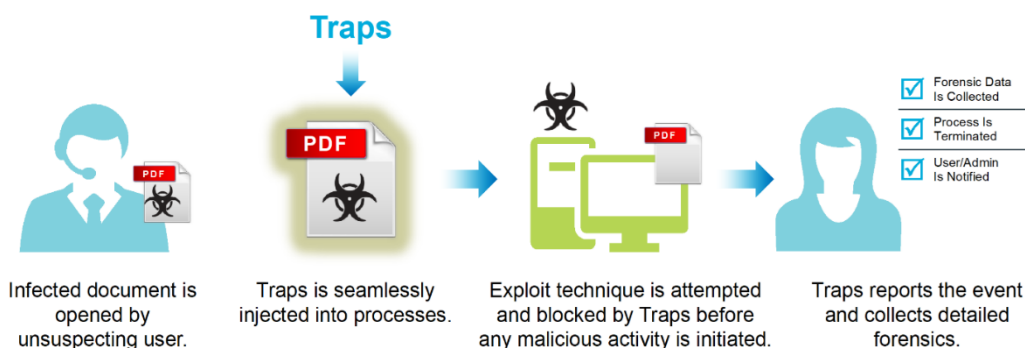 Traps
PDF
PDF
PDF
Forensic Data
Is Collected
Process Is
Terminated
User/Admin
Is Notified
Infected document is
opened by
unsuspecting user.
Traps is seamlessly
injected into processes.
Exploit technique is attempted
and blocked by Traps before
any malicious activity is initiated.
Traps reports the event
and collects detailed
forensics.